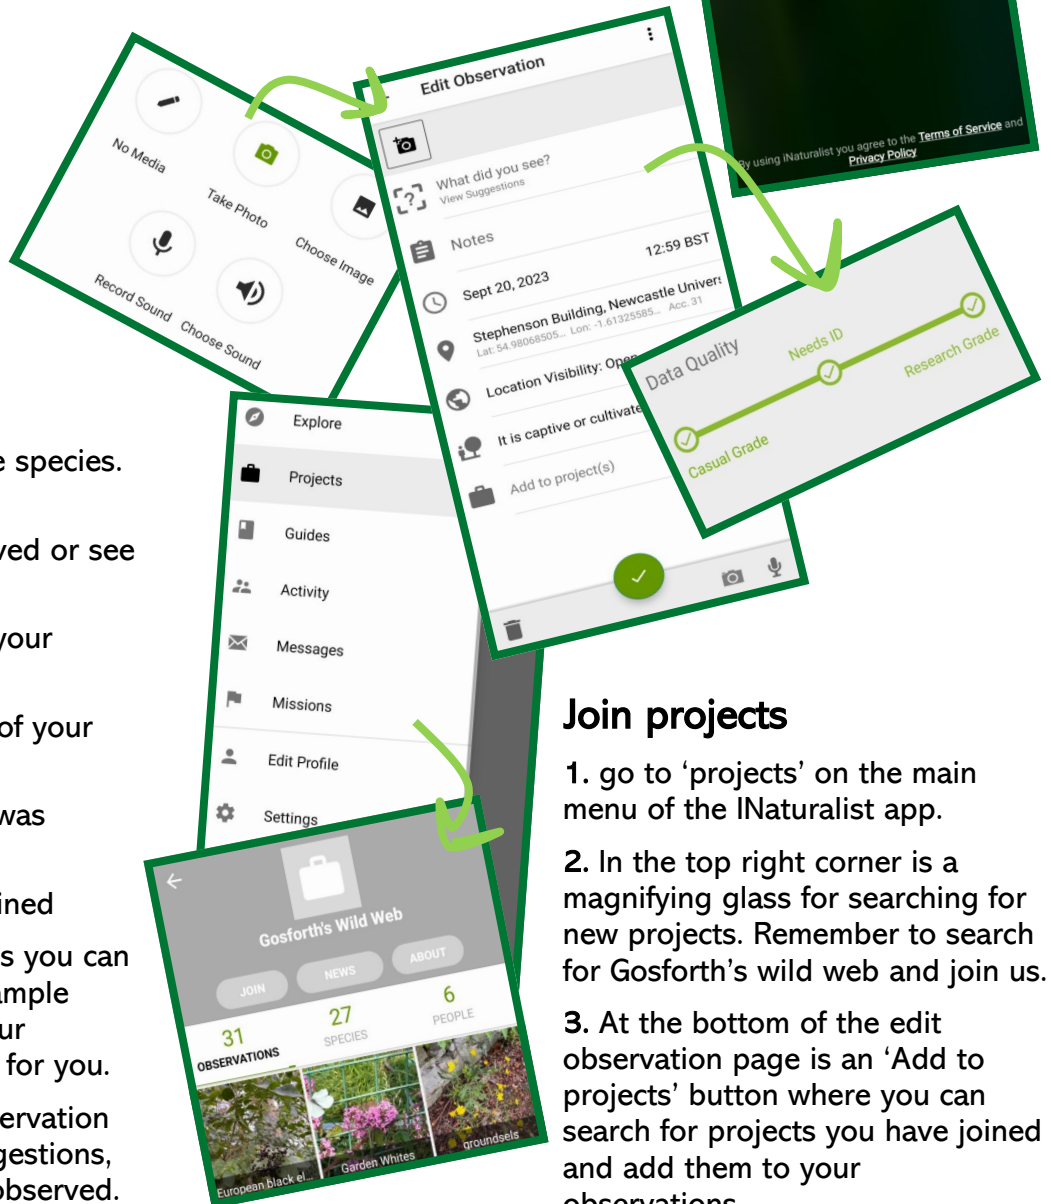 By using iNaturalist you agree to the Terms of Service and
Privacy Policy
No Media
Take Photo
Choose Image
Record Sound
Choose Sound
Edit Observation
What did you see?
View Suggestions
Notes
Sept 20, 2023 12:59 BST
Stephenson Building, Newcastle Univers
Lat: 54.98068505... Lon: -1.61325585... Acc. 31
Location Visibility: Open
It is captive or cultivate
Add to project(s)
Data Quality
Casual Grade
Needs ID
Research Grade
Explore
Projects
Guides
Activity
Messages
Missions
Edit Profile
Settings
Gosforth's Wild Web
JOIN NEWS ABOUT
31 27 6
OBSERVATIONS SPECIES PEOPLE
European black el...
Garden Whites
groundsels
species.
ved or see
your
of your
was
ined
s you can
ample
ur
for you.
servation
gestions,
observed.
Join projects
1. go to ‘projects’ on the main
menu of the INaturalist app.
2. In the top right corner is a
magnifying glass for searching for
new projects. Remember to search
for Gosforth’s wild web and join us.
3. At the bottom of the edit
observation page is an ‘Add to
projects’ button where you can
search for projects you have joined
and add them to your
observations